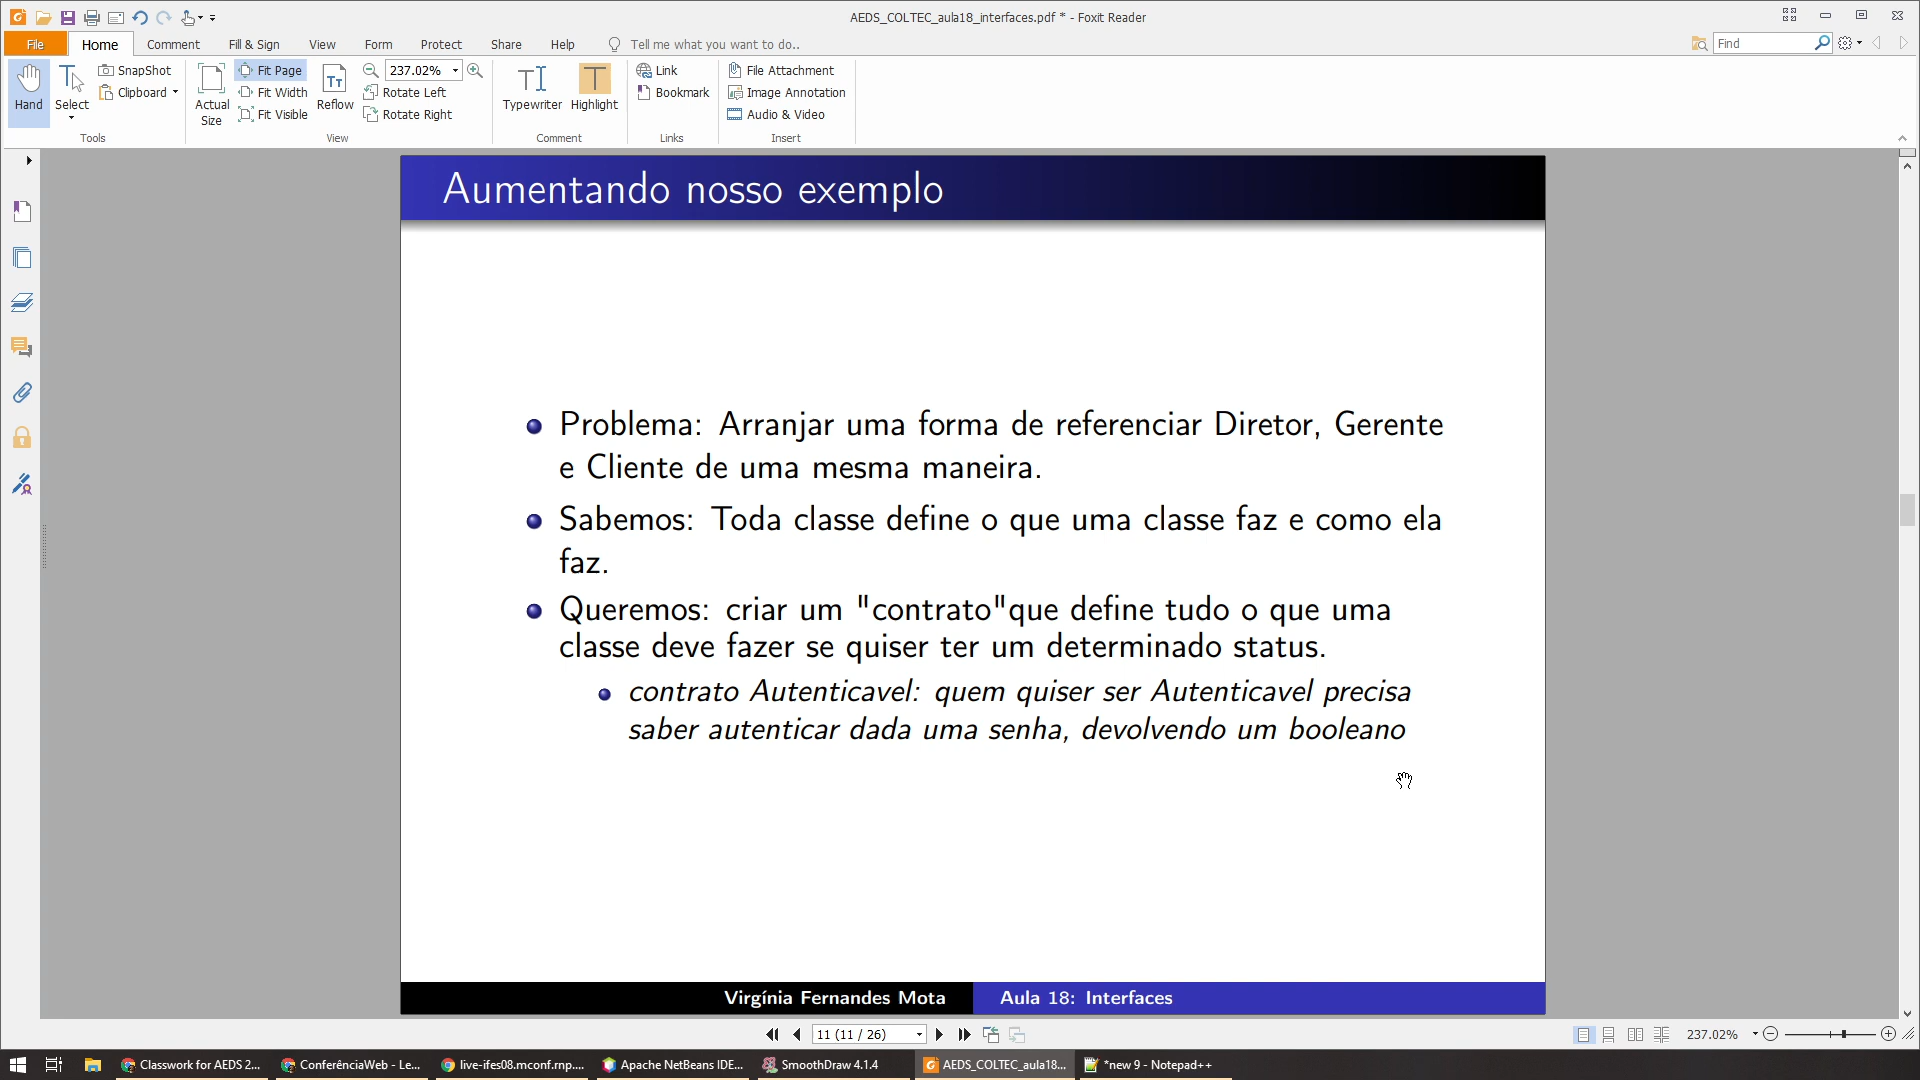 AEDS_COLTEC_aula18_interfaces.pdf * - Foxit Reader
File Home Comment Fill & Sign View Form Protect Share Help Tell me what you want to do.. Find
Hand
Select
SnapShot
Clipboard
Tools
Actual
Size
Fit Page
Fit Width
Fit Visible
Reflow
237.02%
Rotate Left
Rotate Right
View
Typewriter
Highlight
Comment
Link
Bookmark
Links
File Attachment
Image Annotation
Audio & Video
Insert
Aumentando nosso exemplo
Problema: Arranjar uma forma de referenciar Diretor, Gerente
e Cliente de uma mesma maneira.
Sabemos: Toda classe define o que uma classe faz e como ela
faz.
Queremos: criar um "contrato"que define tudo o que uma
classe deve fazer se quiser ter um determinado status.
contrato Autenticavel: quem quiser ser Autenticavel precisa
saber autenticar dada uma senha, devolvendo um booleano
Virgínia Fernandes Mota Aula 18: Interfaces
11 (11 / 26) 237.02%
Classwork for AEDS 2... ConferênciaWeb - Le... live-ifes08.mconf.rnp.... Apache NetBeans IDE... SmoothDraw 4.1.4 AEDS_COLTEC_aula18... *new 9 - Notepad++